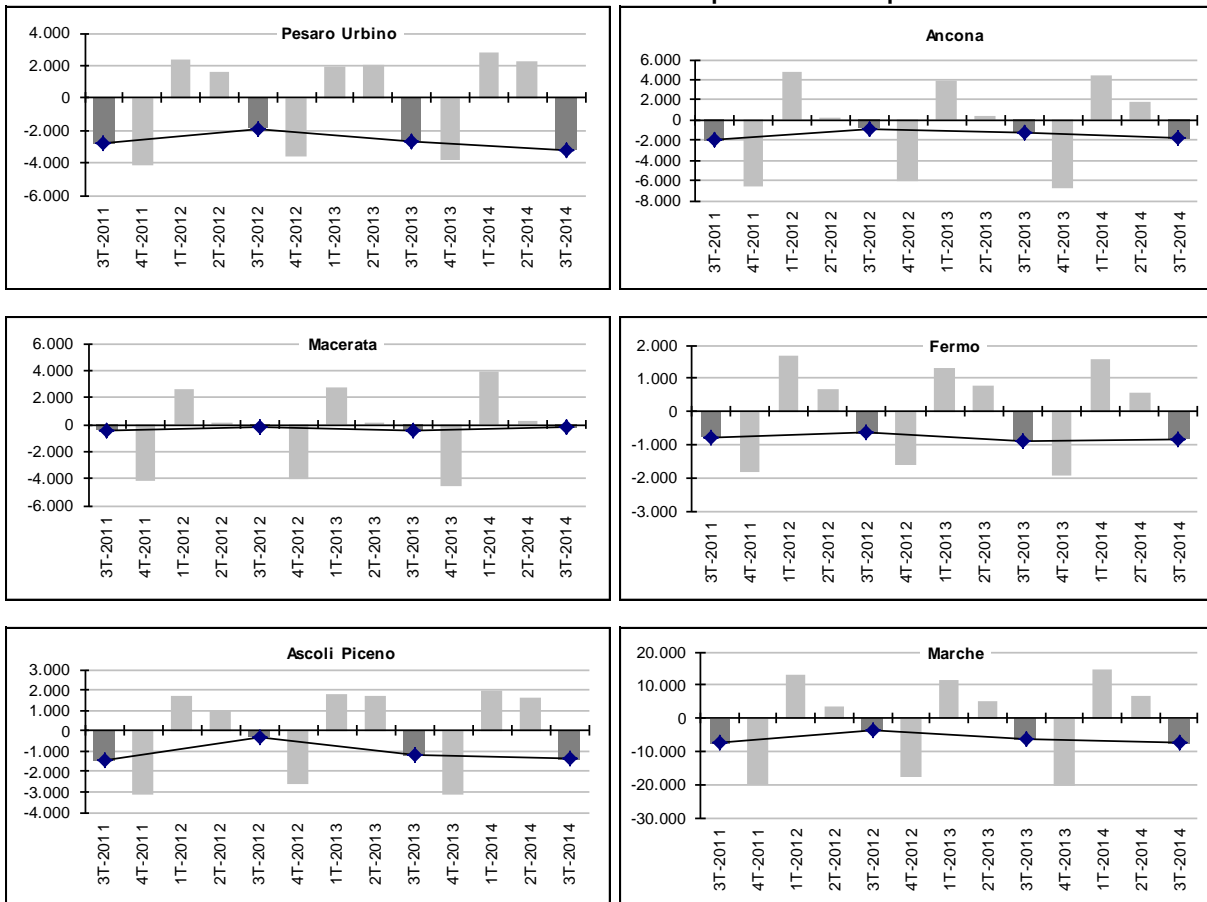 Pesaro Urbino
4.000
2.000
0
-2.000
-4.000
-6.000
3T-2011
4T-2011
1T-2012
2T-2012
3T-2012
4T-2012
1T-2013
2T-2013
3T-2013
4T-2013
1T-2014
2T-2014
3T-2014
Ancona
6.000
4.000
2.000
0
-2.000
-4.000
-6.000
-8.000
3T-2011
4T-2011
1T-2012
2T-2012
3T-2012
4T-2012
1T-2013
2T-2013
3T-2013
4T-2013
1T-2014
2T-2014
3T-2014
Macerata
6.000
4.000
2.000
0
-2.000
-4.000
-6.000
3T-2011
4T-2011
1T-2012
2T-2012
3T-2012
4T-2012
1T-2013
2T-2013
3T-2013
4T-2013
1T-2014
2T-2014
3T-2014
Fermo
2.000
1.000
0
-1.000
-2.000
-3.000
3T-2011
4T-2011
1T-2012
2T-2012
3T-2012
4T-2012
1T-2013
2T-2013
3T-2013
4T-2013
1T-2014
2T-2014
3T-2014
Ascoli Piceno
3.000
2.000
1.000
0
-1.000
-2.000
-3.000
-4.000
3T-2011
4T-2011
1T-2012
2T-2012
3T-2012
4T-2012
1T-2013
2T-2013
3T-2013
4T-2013
1T-2014
2T-2014
3T-2014
Marche
20.000
10.000
0
-10.000
-20.000
-30.000
3T-2011
4T-2011
1T-2012
2T-2012
3T-2012
4T-2012
1T-2013
2T-2013
3T-2013
4T-2013
1T-2014
2T-2014
3T-2014